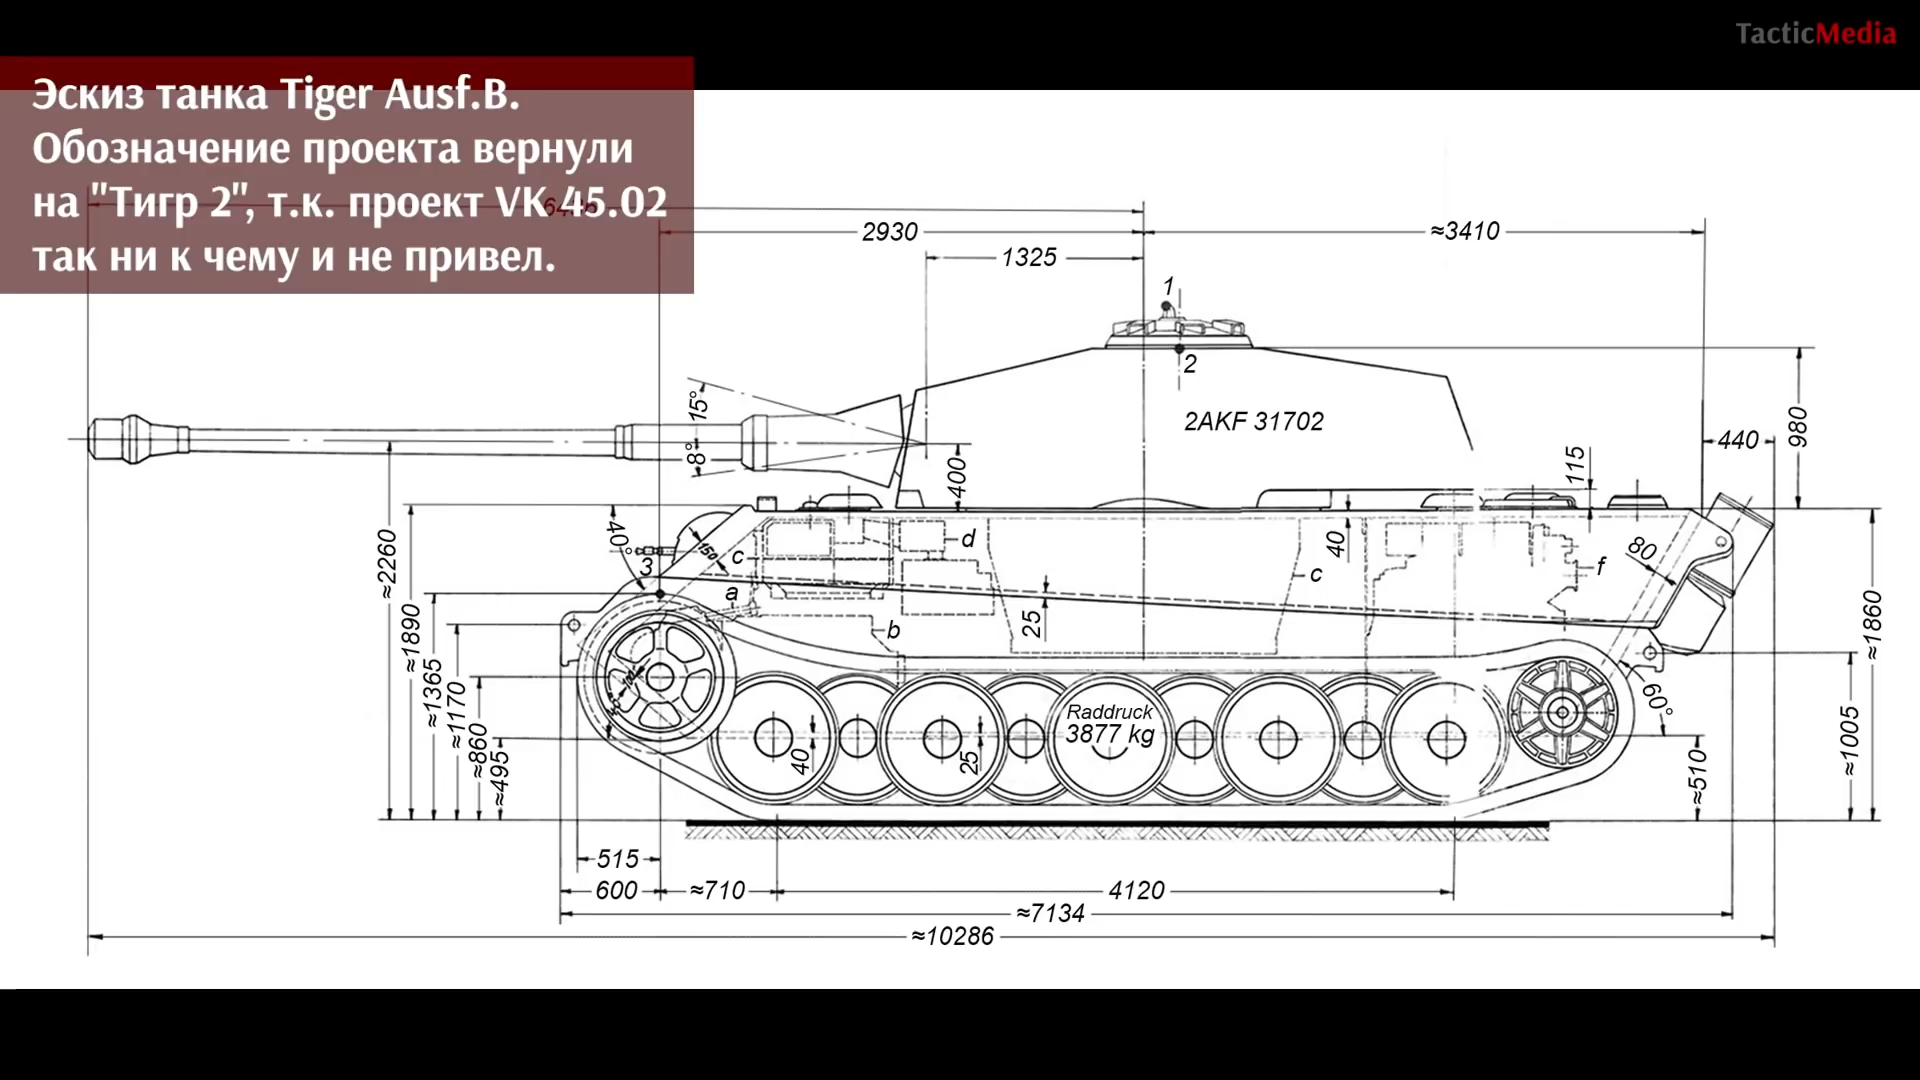 TacticMedia
Эскиз танка Tiger Ausf.B.
Обозначение проекта вернули
на "Тигр 2", т.к. проект VK 45.02
так ни к чему и не привел.
2930
≈3410
1325
1
2
15°
8°
2AKF 31702
980
440
400
115
40°
150
3
c
d
a
b
25
c
40
f
80
≈2260
≈1890
≈1365
≈1170
≈860
≈495
40
25
Raddruck
3877 kg
60°
≈510
≈1005
≈1860
515
600
≈710
4120
≈7134
≈10286